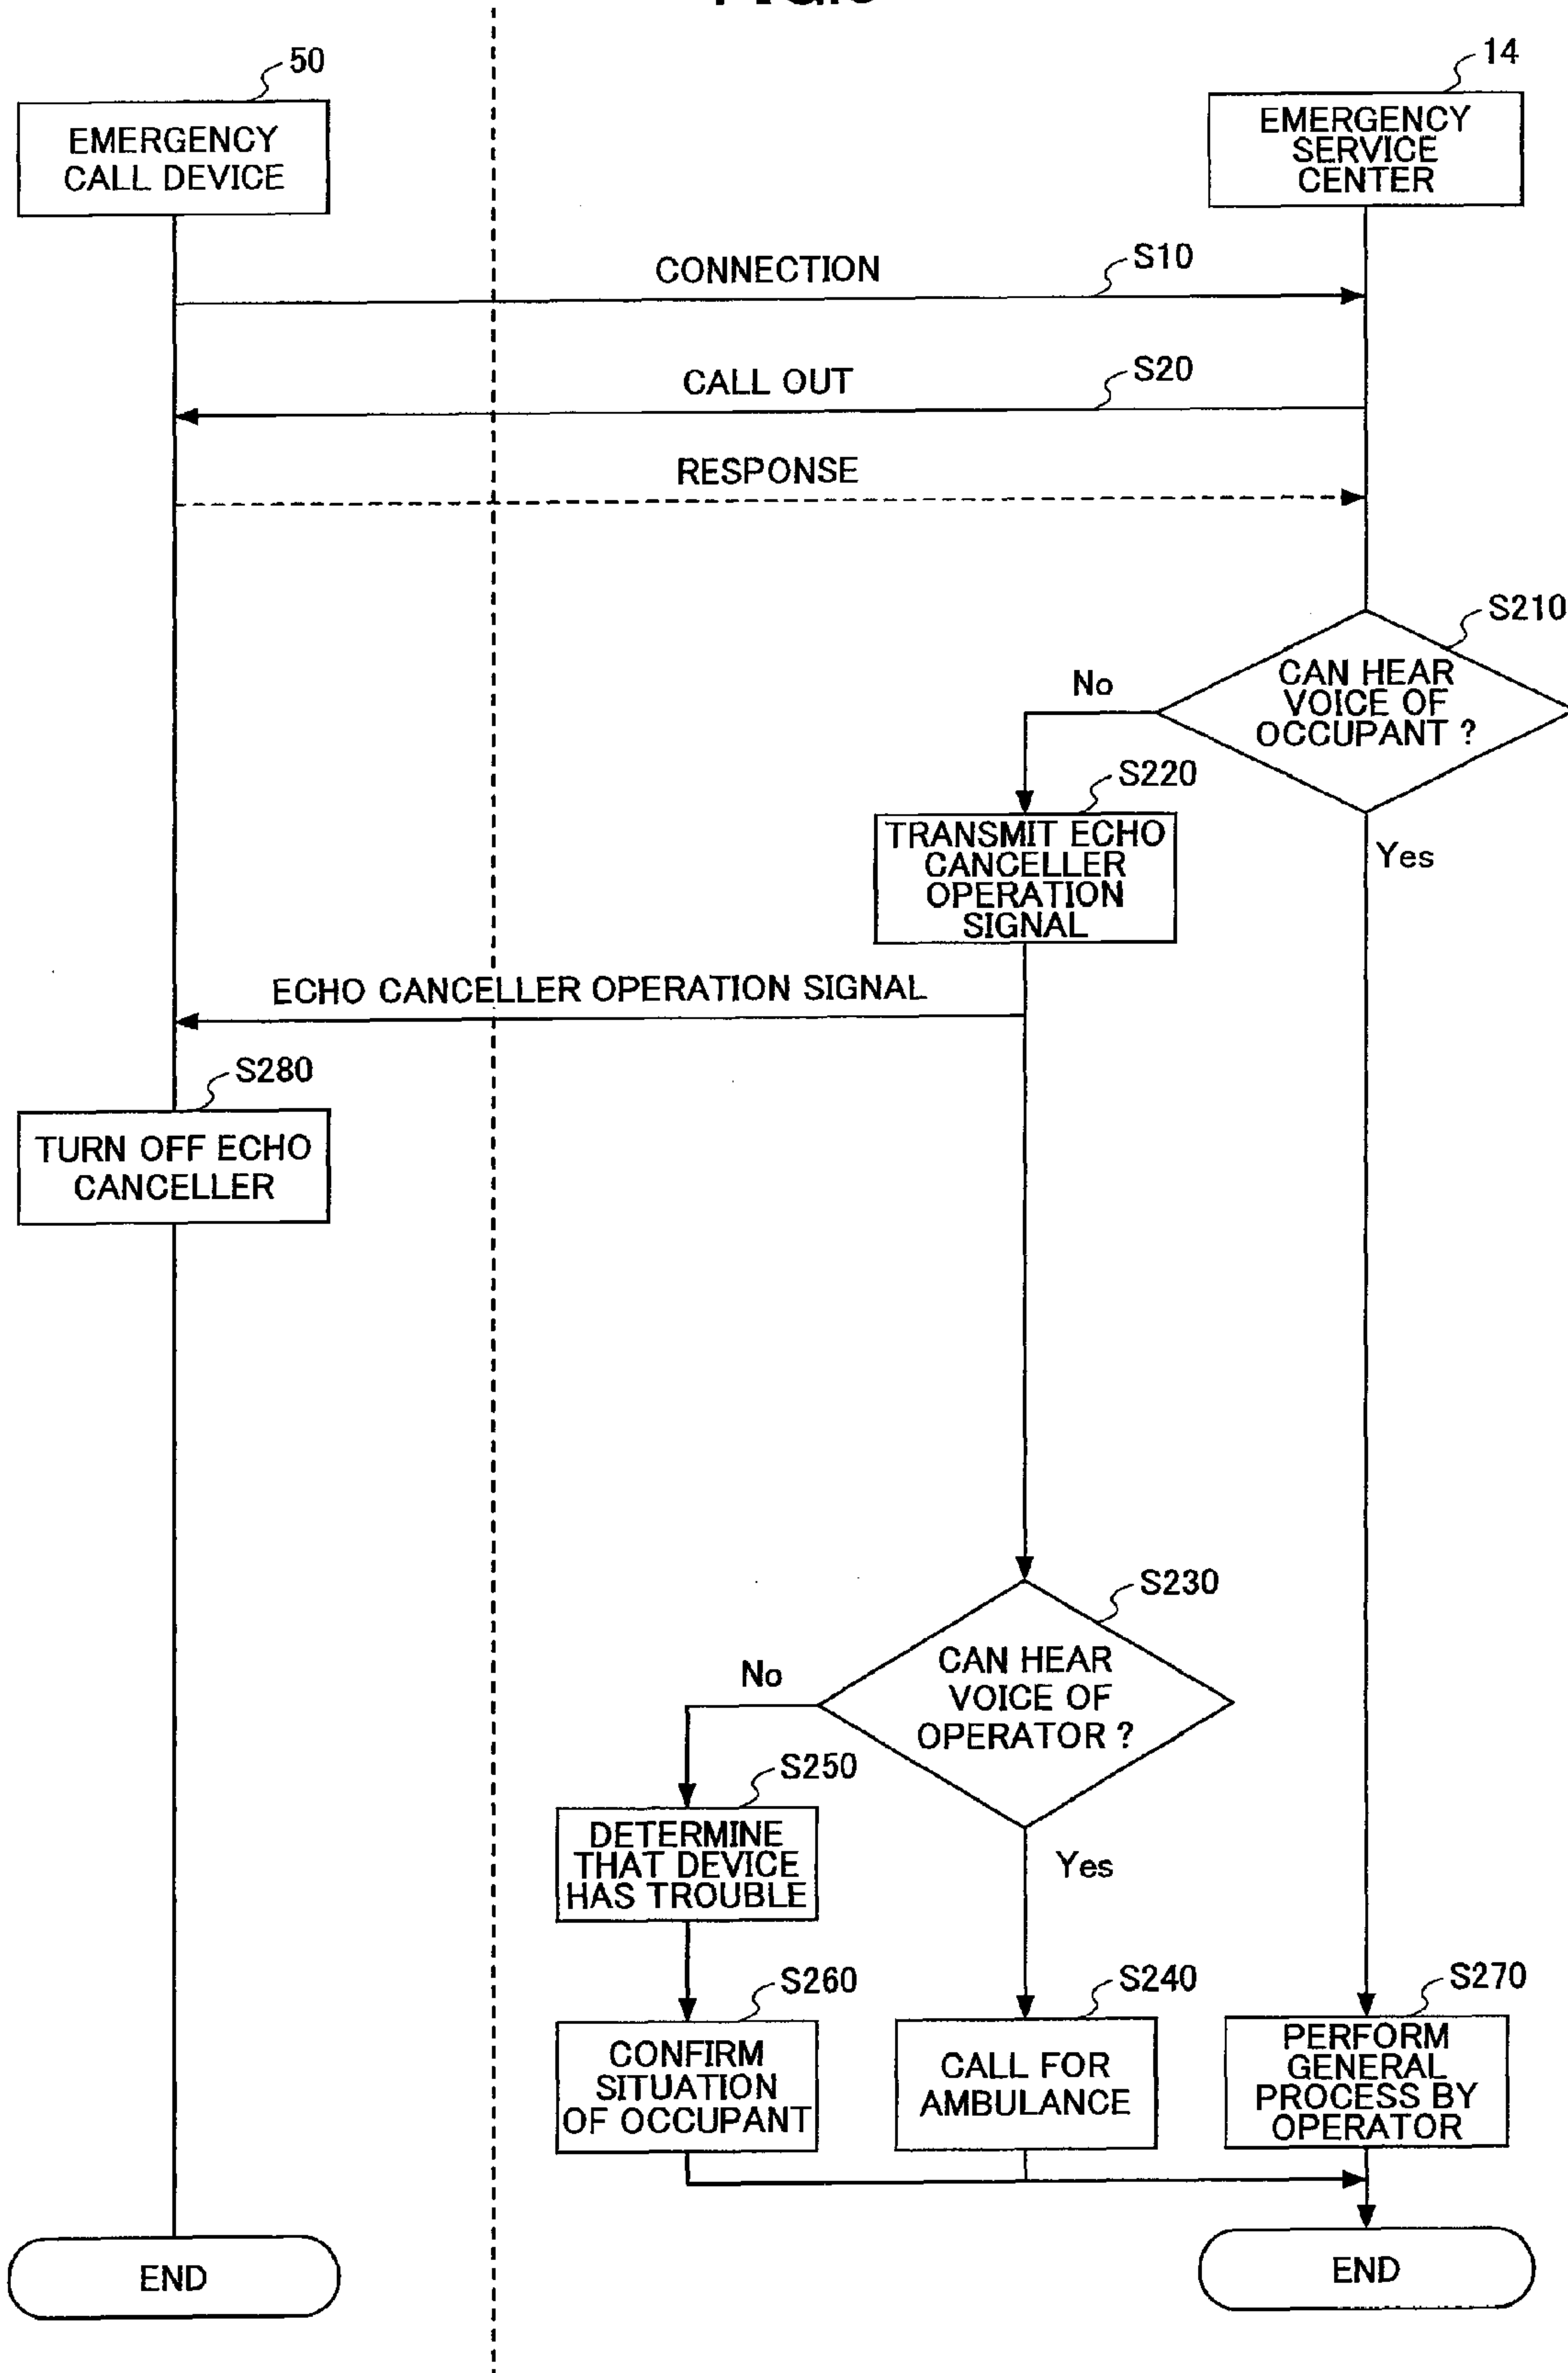 50
EMERGENCY
CALL DEVICE
14
EMERGENCY
SERVICE
CENTER
CONNECTION
S10
CALL OUT
S20
RESPONSE
S210
CAN HEAR
VOICE OF
OCCUPANT ?
No
Yes
S220
TRANSMIT ECHO
CANCELLER
OPERATION
SIGNAL
ECHO CANCELLER OPERATION SIGNAL
S280
TURN OFF ECHO
CANCELLER
S230
CAN HEAR
VOICE OF
OPERATOR ?
No
Yes
S250
DETERMINE
THAT DEVICE
HAS TROUBLE
S260
CONFIRM
SITUATION
OF OCCUPANT
S240
CALL FOR
AMBULANCE
S270
PERFORM
GENERAL
PROCESS BY
OPERATOR
END
END